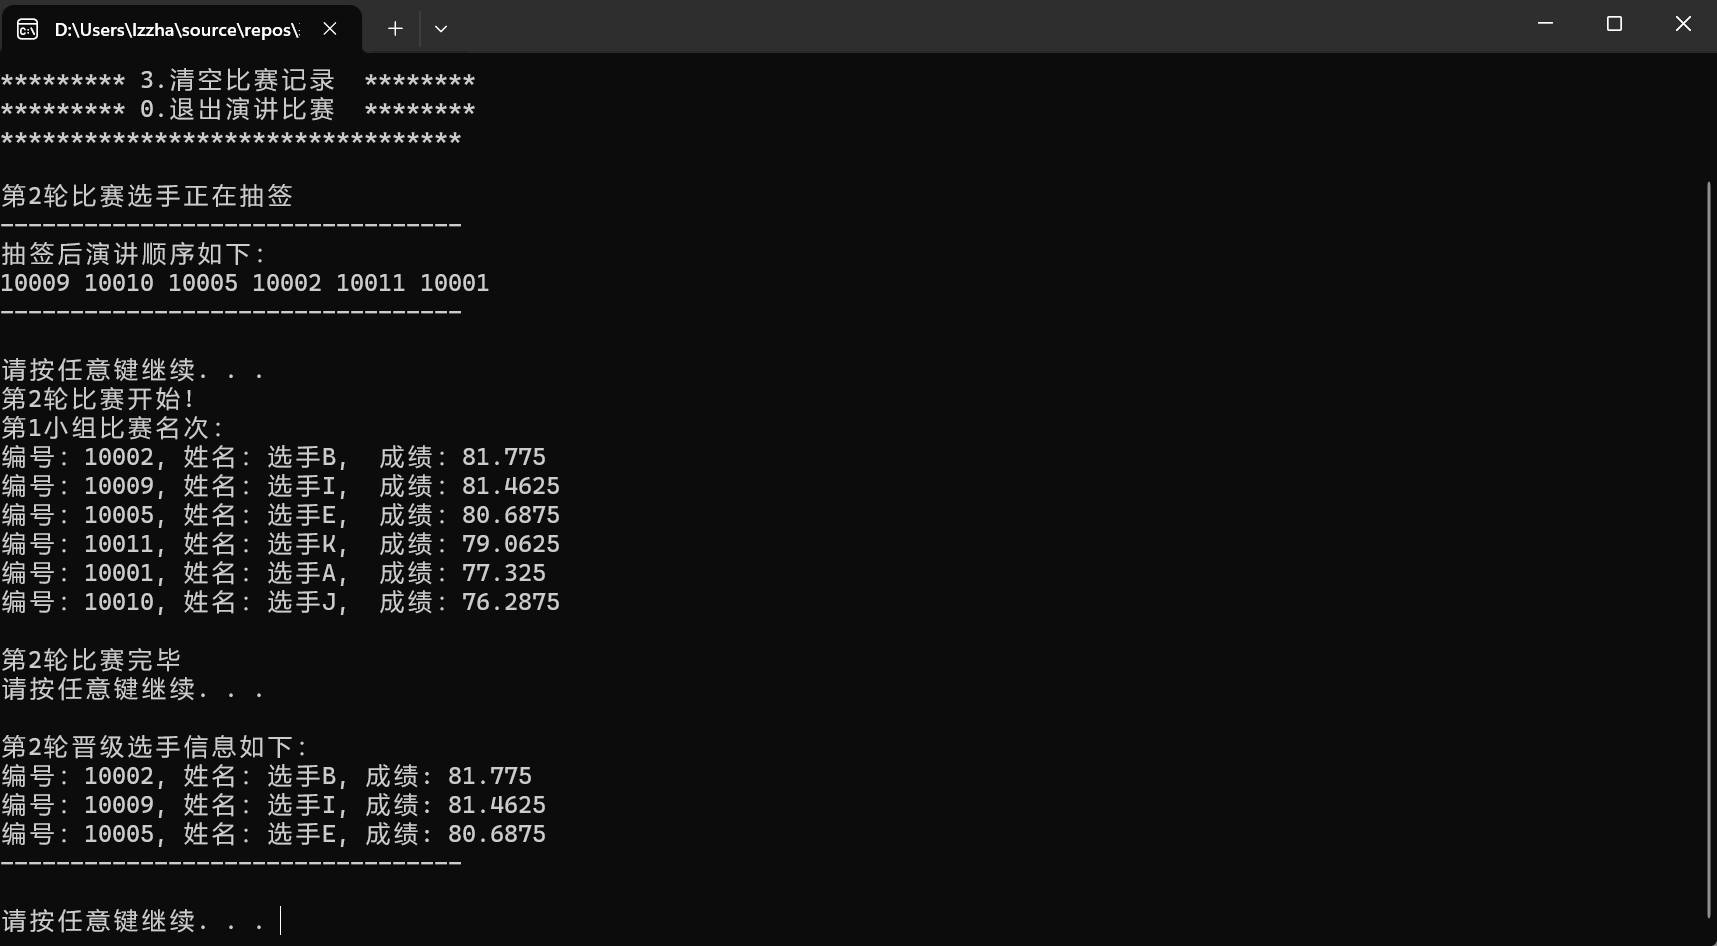 D:\Users\lzzha\source\repos\
********* 3.清空比赛记录  ********
********* 0.退出演讲比赛  ********
*********************************
第2轮比赛选手正在抽签
---------------------------------
抽签后演讲顺序如下：
10009 10010 10005 10002 10011 10001
---------------------------------
请按任意键继续. . .
第2轮比赛开始！
第1小组比赛名次：
编号：10002, 姓名：选手B,  成绩：81.775
编号：10009, 姓名：选手I,  成绩：81.4625
编号：10005, 姓名：选手E,  成绩：80.6875
编号：10011, 姓名：选手K,  成绩：79.0625
编号：10001, 姓名：选手A,  成绩：77.325
编号：10010, 姓名：选手J,  成绩：76.2875
第2轮比赛完毕
请按任意键继续. . .
第2轮晋级选手信息如下：
编号：10002, 姓名：选手B, 成绩: 81.775
编号：10009, 姓名：选手I, 成绩: 81.4625
编号：10005, 姓名：选手E, 成绩: 80.6875
---------------------------------
请按任意键继续. . .